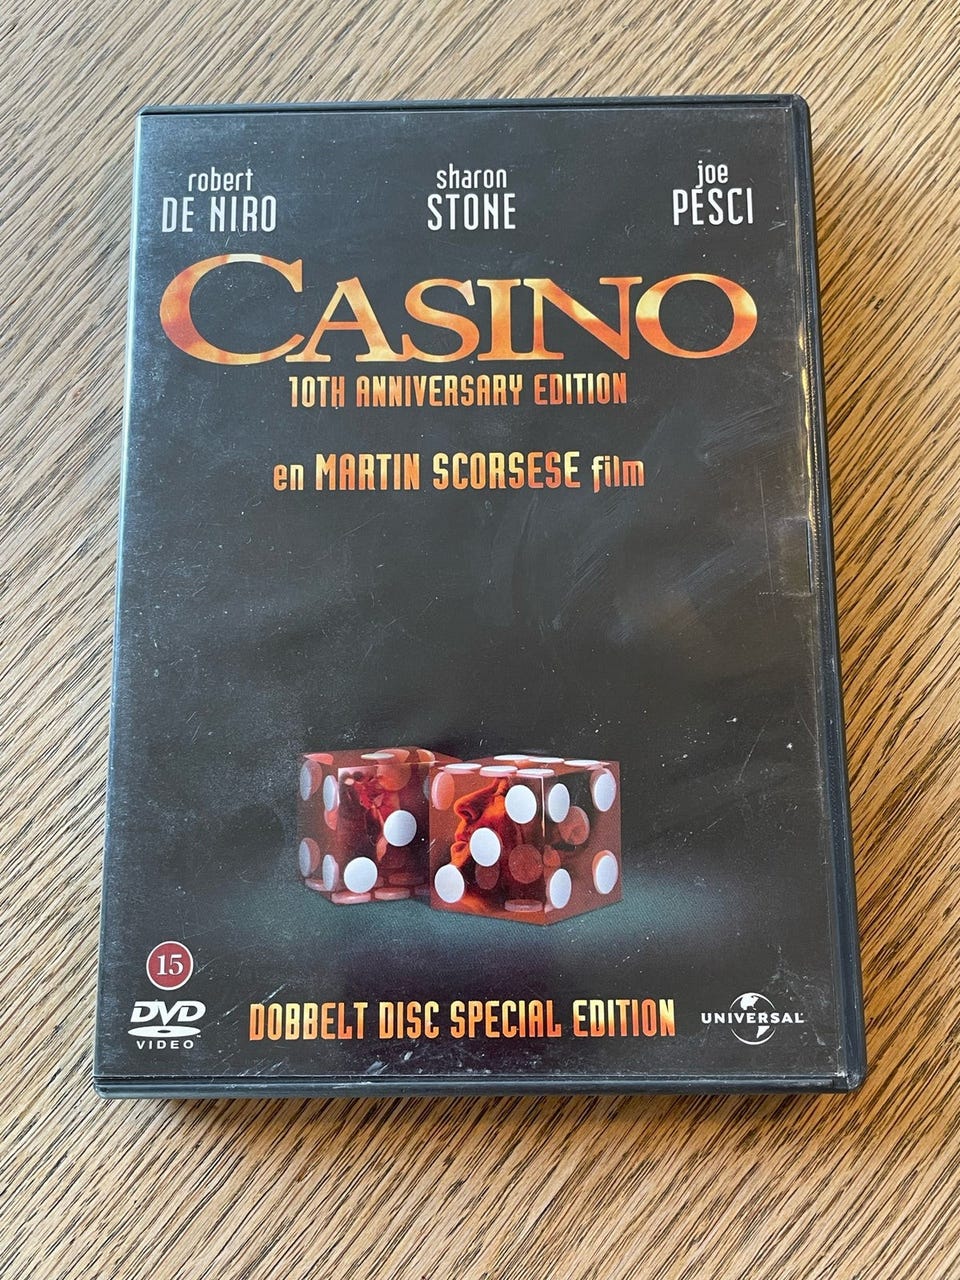 robert
DE NIRO
sharon
STONE
joe
PESCI
CASINO
10TH ANNIVERSARY EDITION
en MARTIN SCORSESE film
15
DVD
VIDEO
DOBBELT DISC SPECIAL EDITION
UNIVERSAL